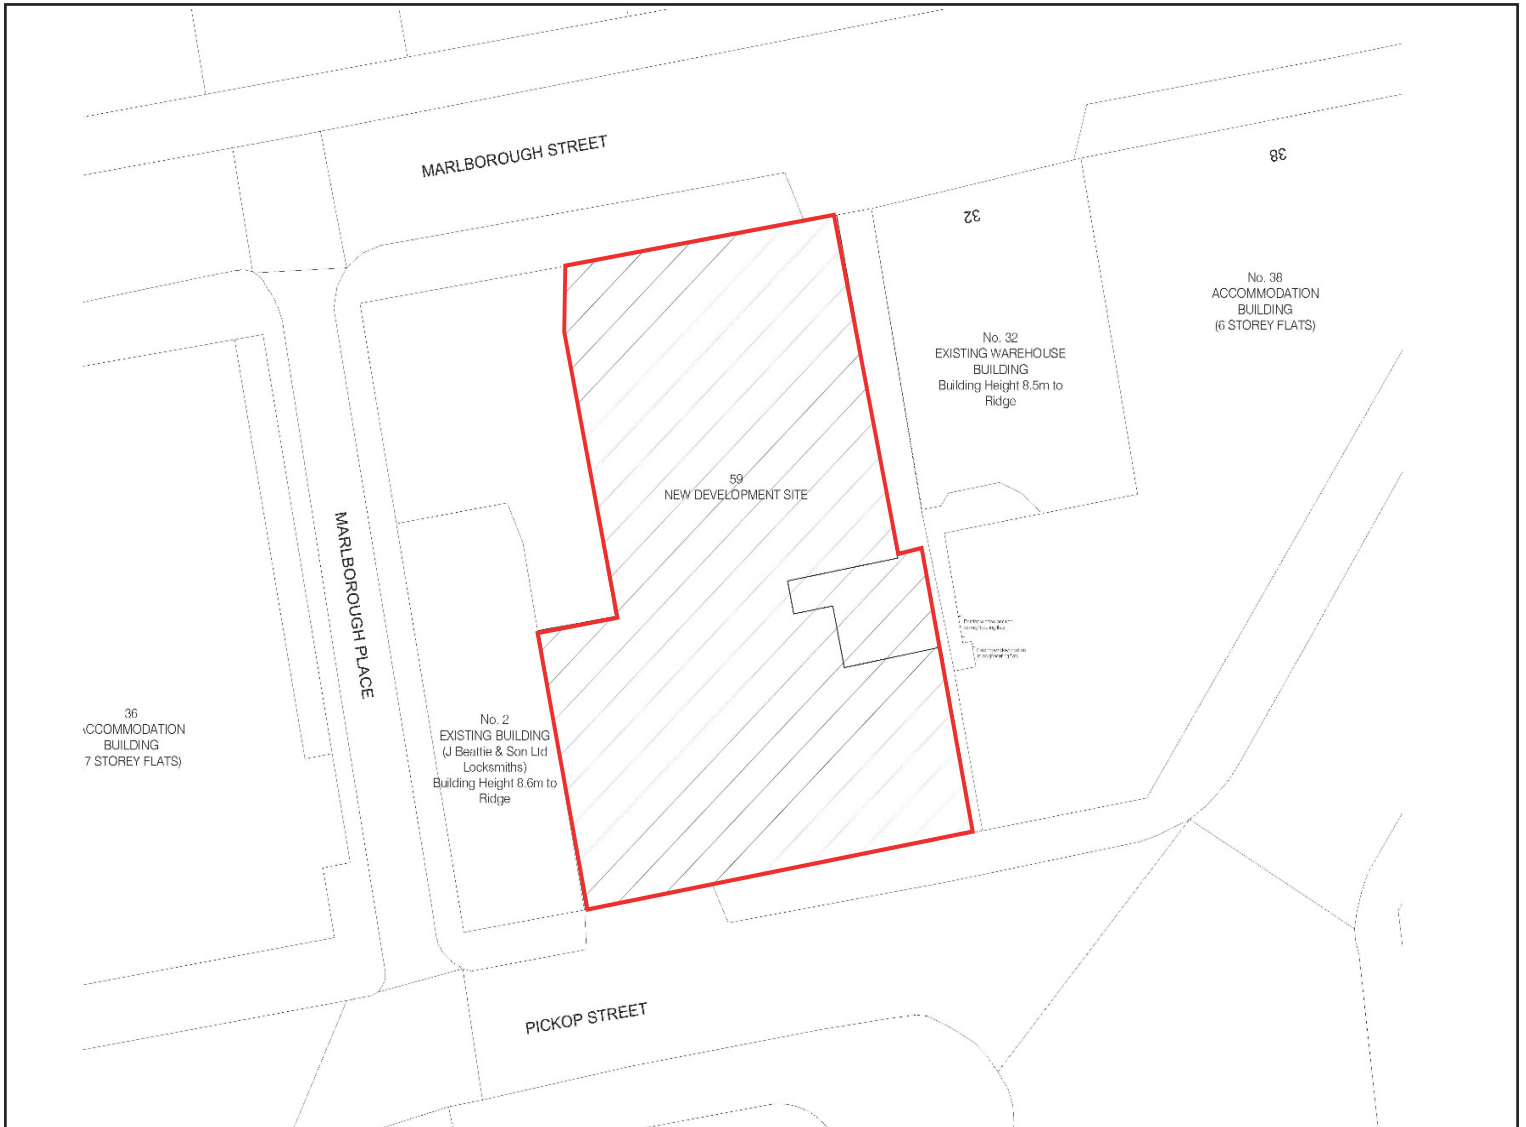 MARLBOROUGH STREET
38
32
No. 38
ACCOMMODATION
BUILDING
(6 STOREY FLATS)
No. 32
EXISTING WAREHOUSE
BUILDING
Building Height 8.5m to
Ridge
59
NEW DEVELOPMENT SITE
MARLBOROUGH PLACE
36
CCOMMODATION
BUILDING
7 STOREY FLATS)
No. 2
EXISTING BUILDING
(J Beattie & Son Ltd
Locksmiths)
Building Height 8.6m to
Ridge
PICKOP STREET